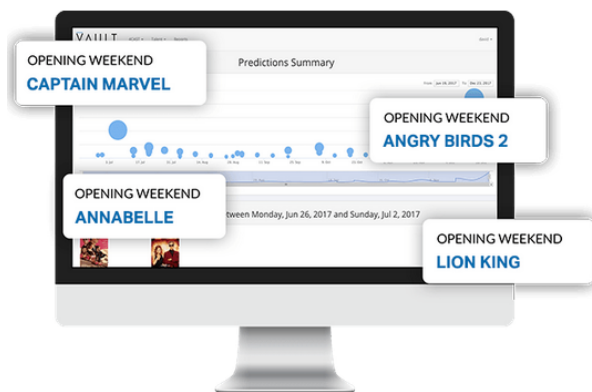 VAULT
OPENING WEEKEND
CAPTAIN MARVEL
Predictions Summary
OPENING WEEKEND
ANGRY BIRDS 2
OPENING WEEKEND
ANNABELLE
between Monday, Jun 26, 2017 and Sunday, Jul 2, 2017
OPENING WEEKEND
LION KING